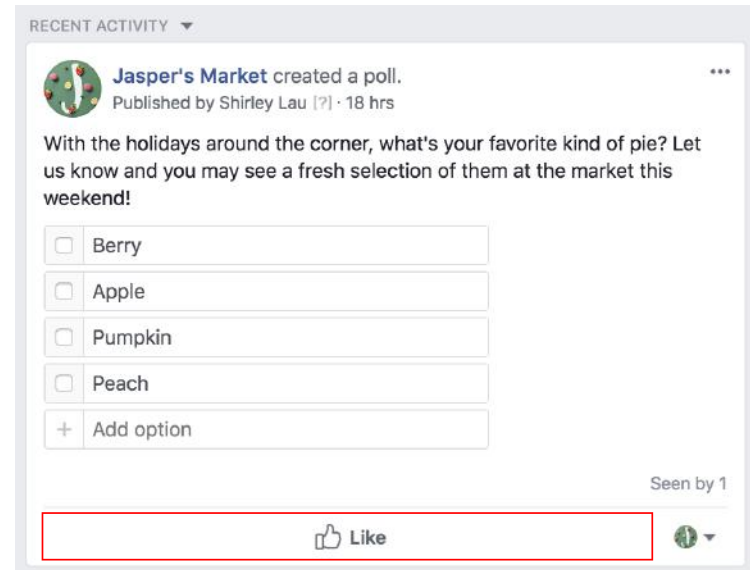 RECENT ACTIVITY
Jasper's Market created a poll.
Published by Shirley Lau [?] · 18 hrs
With the holidays around the corner, what's your favorite kind of pie? Let
us know and you may see a fresh selection of them at the market this
weekend!
Berry
Apple
Pumpkin
Peach
+ Add option
Seen by 1
Like